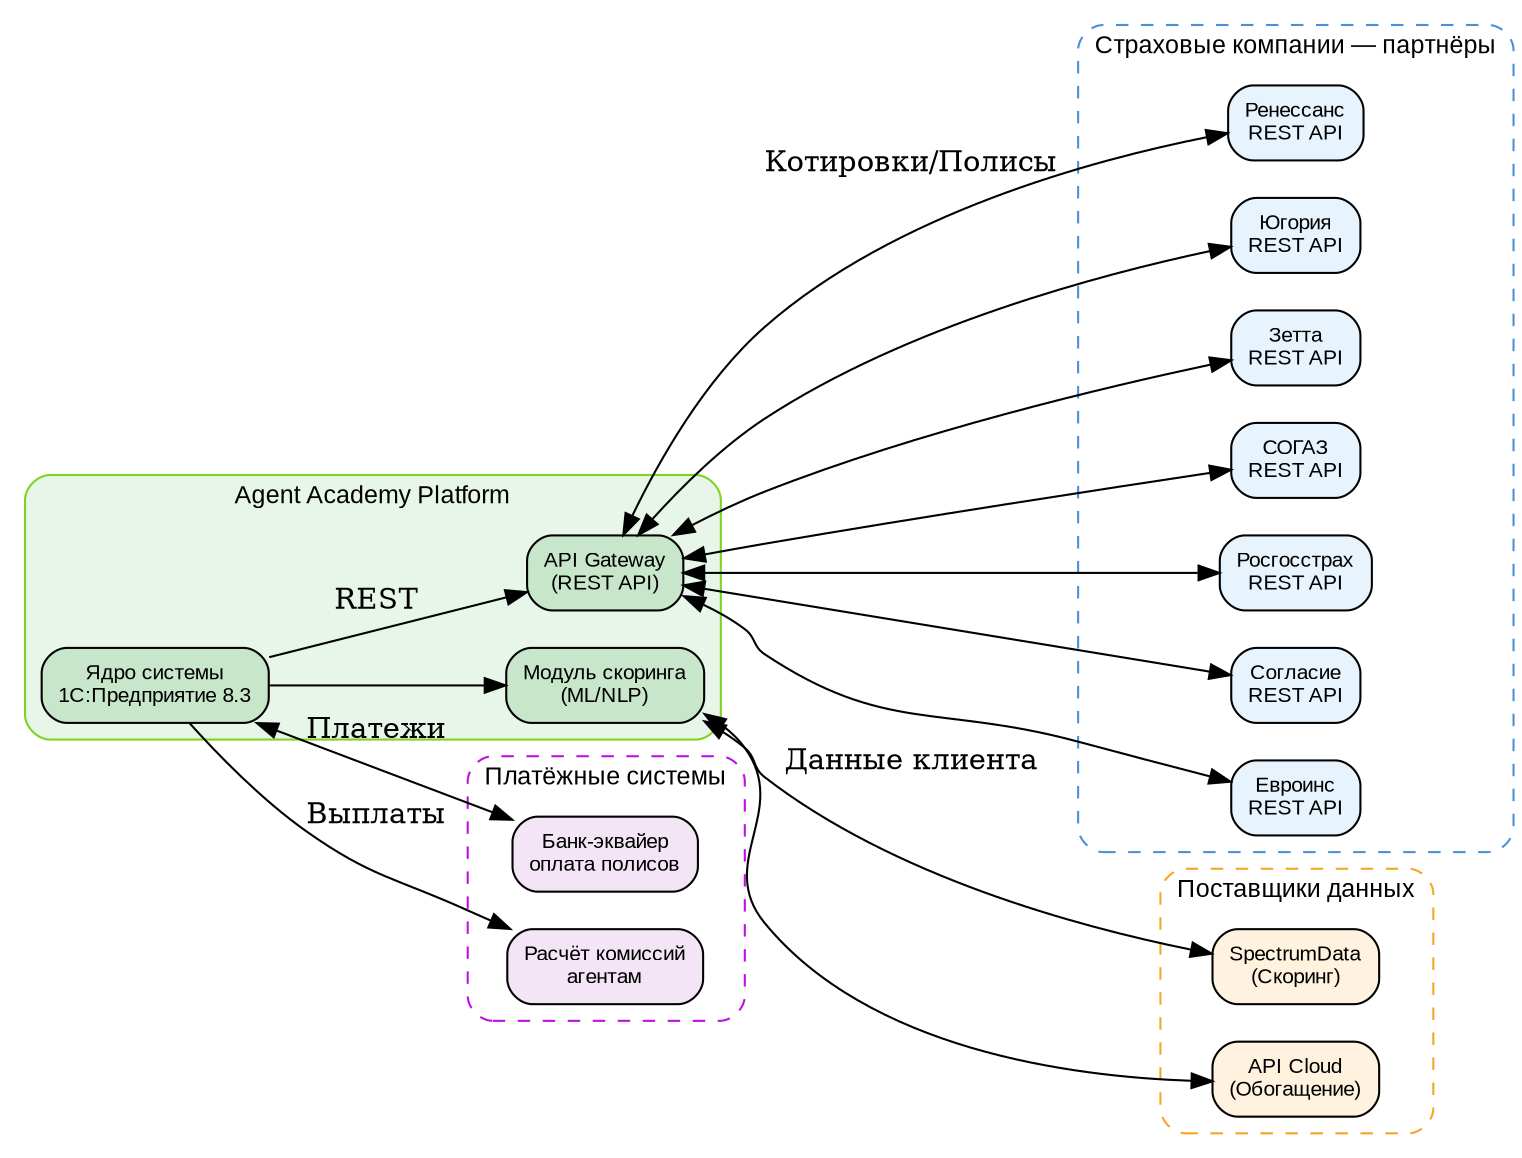 Страховые компании — партнёры
Ренессанс
REST API
Котировки/Полисы
Югория
REST API
Зетта
REST API
СОГАЗ
REST API
Agent Academy Platform
API Gateway
(REST API)
Росгосстрах
REST API
REST
Ядро системы
1С:Предприятие 8.3
Модуль скоринга
(ML/NLP)
Согласие
REST API
Платежи
Данные клиента
Платёжные системы
Евроинс
REST API
Выплаты
Банк-эквайер
оплата полисов
Поставщики данных
Расчёт комиссий
агентам
SpectrumData
(Скоринг)
API Cloud
(Обогащение)